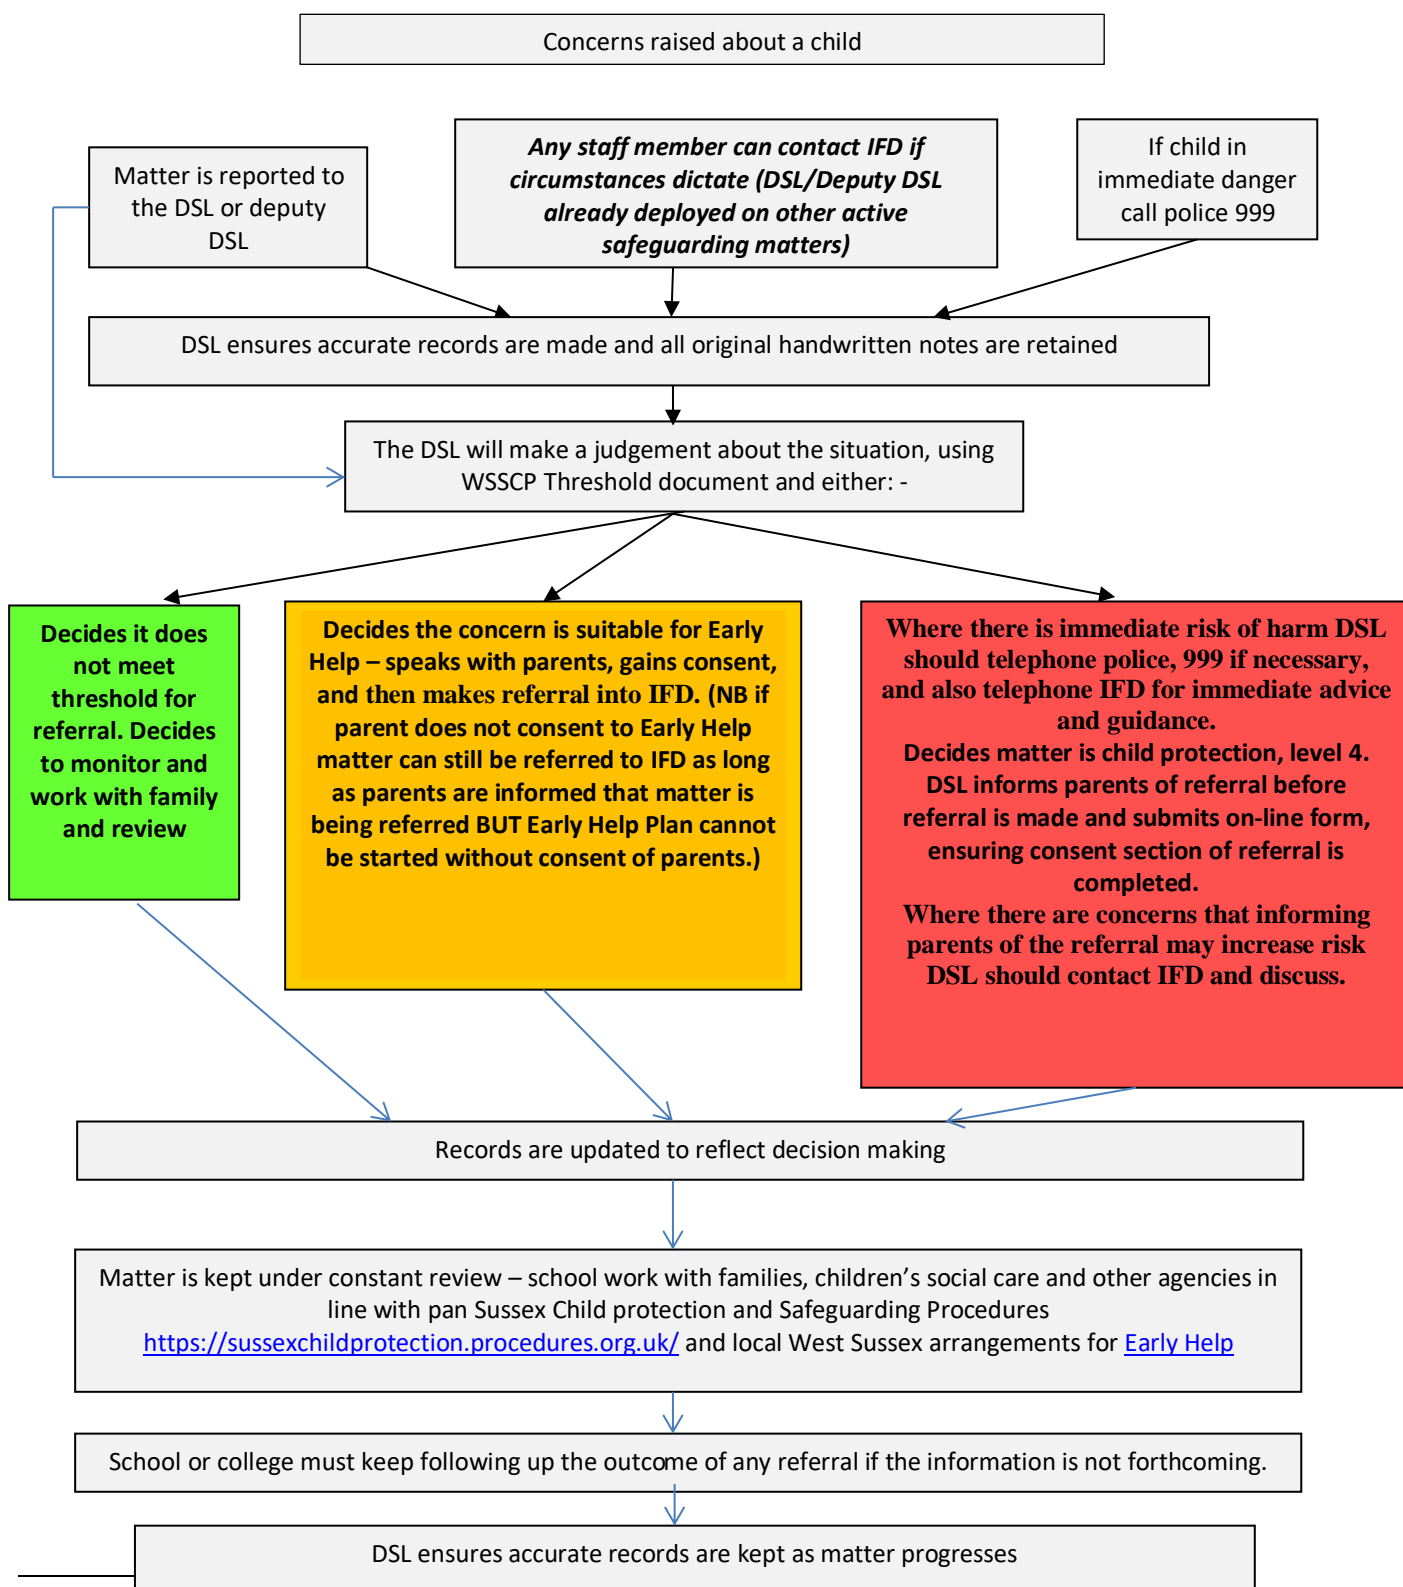 Concerns raised about a child
Matter is reported to
the DSL or deputy
DSL
Any staff member can contact IFD if
circumstances dictate (DSL/Deputy DSL
already deployed on other active
safeguarding matters)
If child in
immediate danger
call police 999
DSL ensures accurate records are made and all original handwritten notes are retained
The DSL will make a judgement about the situation, using
WSSCP Threshold document and either: -
Decides it does
not meet
threshold for
referral. Decides
to monitor and
work with family
and review
Decides the concern is suitable for Early
Help – speaks with parents, gains consent,
and then makes referral into IFD. (NB if
parent does not consent to Early Help
matter can still be referred to IFD as long
as parents are informed that matter is
being referred BUT Early Help Plan cannot
be started without consent of parents.)
Where there is immediate risk of harm DSL
should telephone police, 999 if necessary,
and also telephone IFD for immediate advice
and guidance.
Decides matter is child protection, level 4.
DSL informs parents of referral before
referral is made and submits on-line form,
ensuring consent section of referral is
completed.
Where there are concerns that informing
parents of the referral may increase risk
DSL should contact IFD and discuss.
Records are updated to reflect decision making
Matter is kept under constant review – school work with families, children’s social care and other agencies in
line with pan Sussex Child protection and Safeguarding Procedures
https://sussexchildprotection.procedures.org.uk/ and local West Sussex arrangements for Early Help
School or college must keep following up the outcome of any referral if the information is not forthcoming.
DSL ensures accurate records are kept as matter progresses